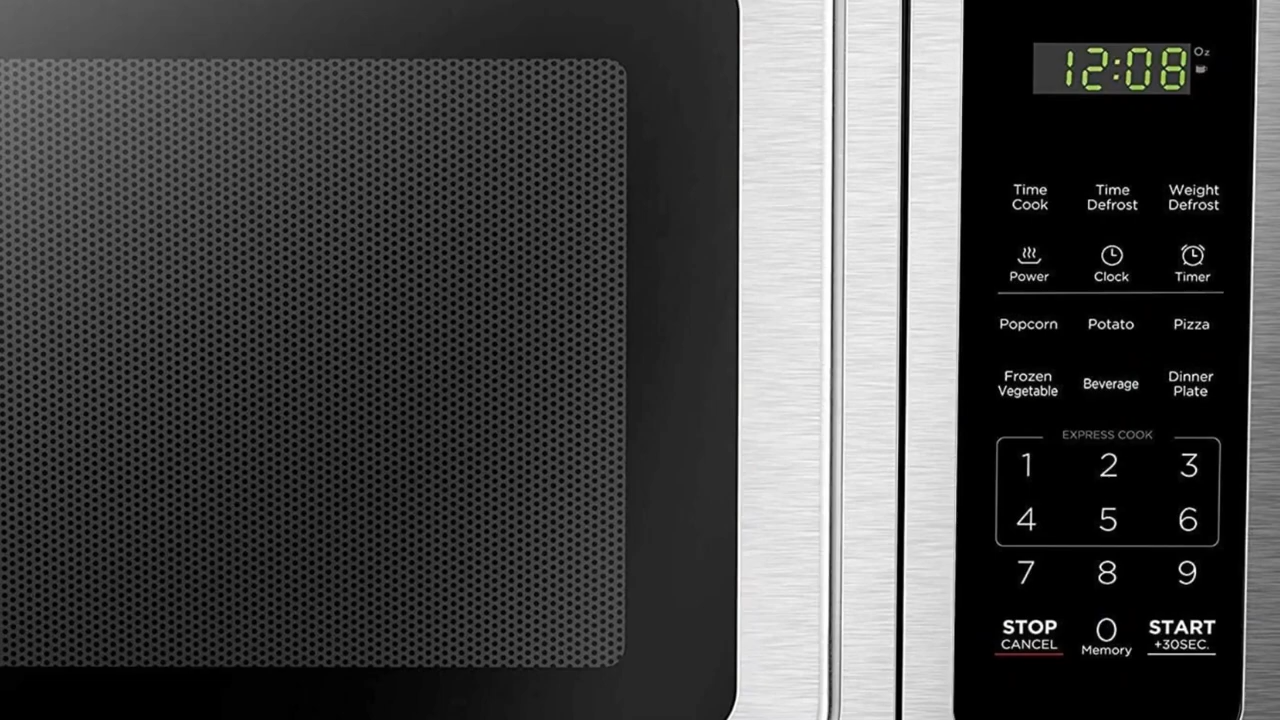 12:08
Oz
Time Cook
Time Defrost
Weight Defrost
Power
Clock
Timer
Popcorn
Potato
Pizza
Frozen Vegetable
Beverage
Dinner Plate
EXPRESS COOK
1 2 3
4 5 6
7 8 9
STOP
CANCEL
0
Memory
START
+30SEC.